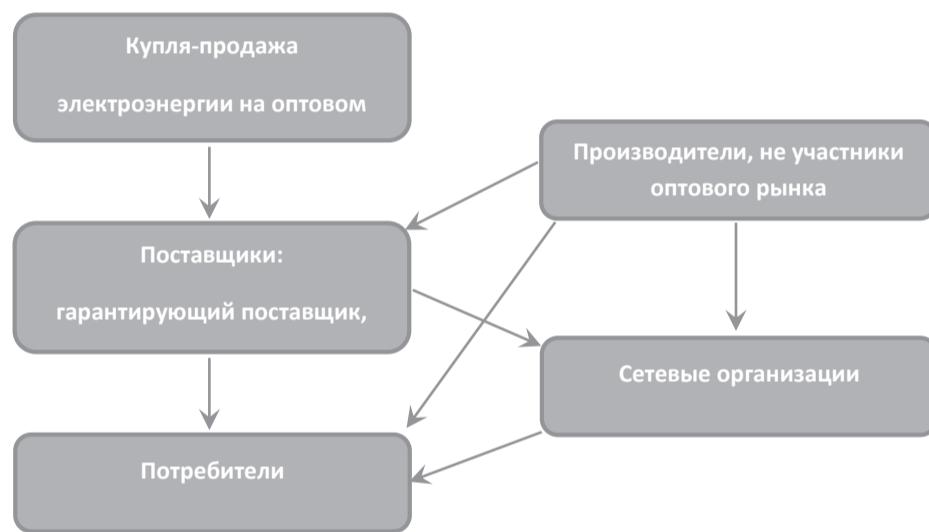 Купля-продажа
электроэнергии на оптовом
Производители, не участники
оптового рынка
Поставщики:
гарантирующий поставщик,
Сетевые организации
Потребители